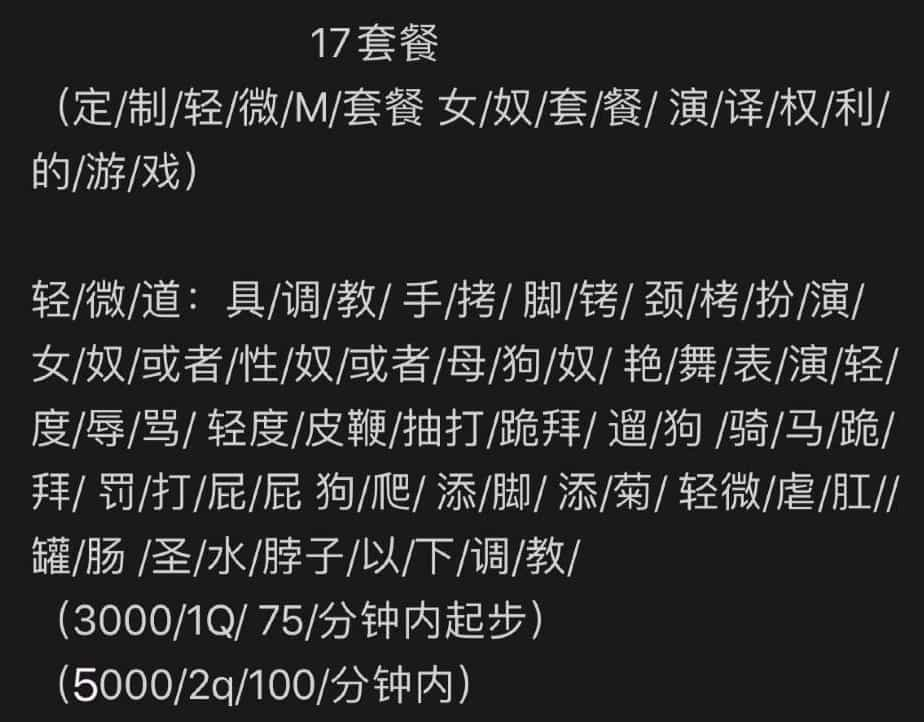 17套餐
（定/制/轻/微/M/套餐 女/奴/套/餐/ 演/译/权/利/
的/游/戏）
轻/微/道：具/调/教/ 手/拷/ 脚/铐/ 颈/栲/扮/演/
女/奴/或者/性/奴/或者/母/狗/奴/ 艳/舞/表/演/轻/
度/辱/骂/ 轻度/皮鞭/抽打/跪拜/ 遛/狗 /骑/马/跪/
拜/ 罚/打/屁/屁 狗/爬/ 添/脚/ 添/菊/ 轻微/虐/肛//
罐/肠 /圣/水/脖子/以/下/调/教/
（3000/1Q/ 75/分钟内起步）
（5000/2q/100/分钟内）